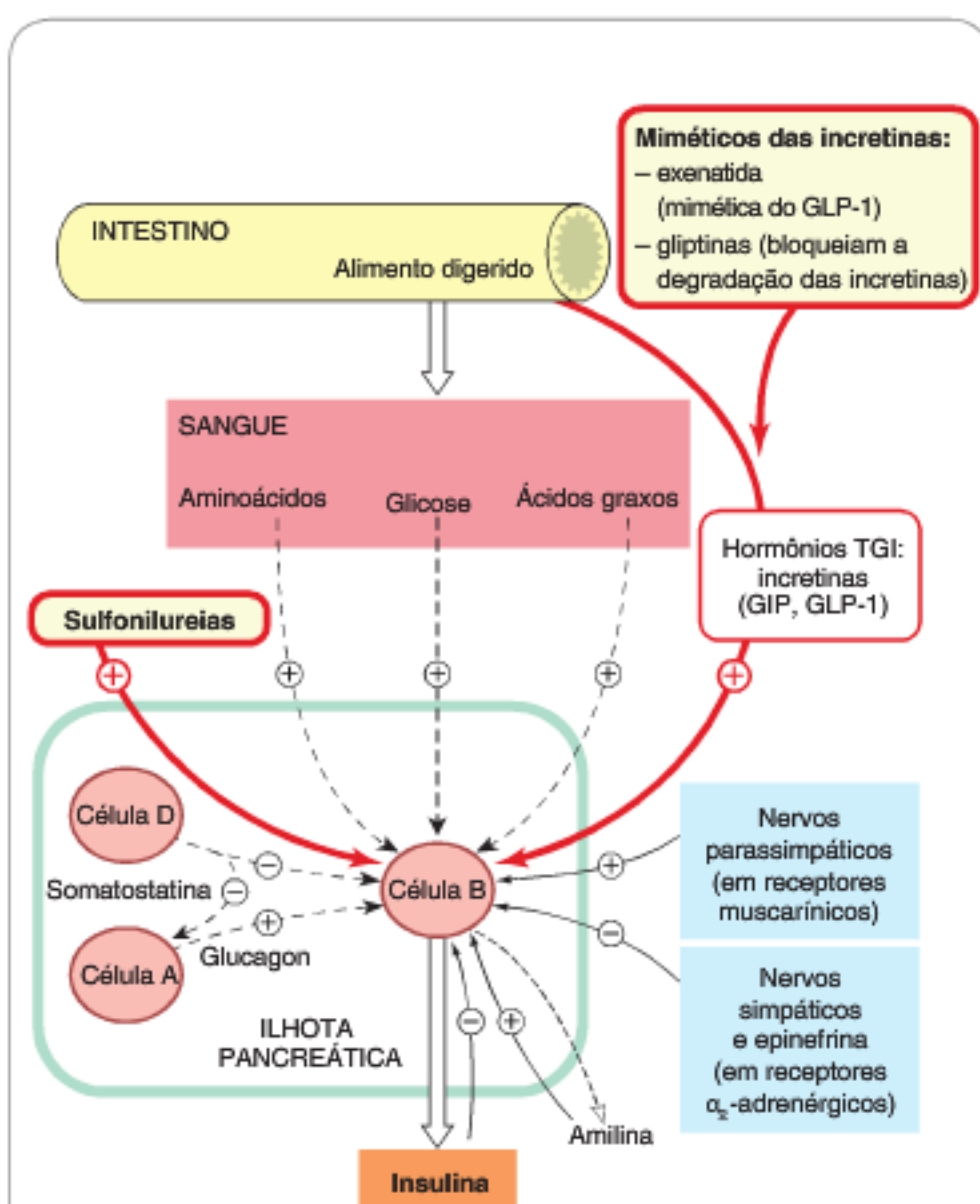 Miméticos das incretinas:
– exenatida
(mimética do GLP-1)
– gliptinas (bloqueiam a
degradação das incretinas)
INTESTINO
Alimento digerido
SANGUE
Aminoácidos
Glicose
Ácidos graxos
Hormônios TGI:
incretinas
(GIP, GLP-1)
Sulfonilureias
+
+
+
+
+
Célula D
–
Somatostatina
–
Célula B
+
Nervos
parassimpáticos
(em receptores
muscarínicos)
+
Glucagon
Célula A
–
Nervos
simpáticos
e epinefrina
(em receptores
α₂-adrenérgicos)
ILHOTA
PANCREÁTICA
–
+
Amilina
Insulina